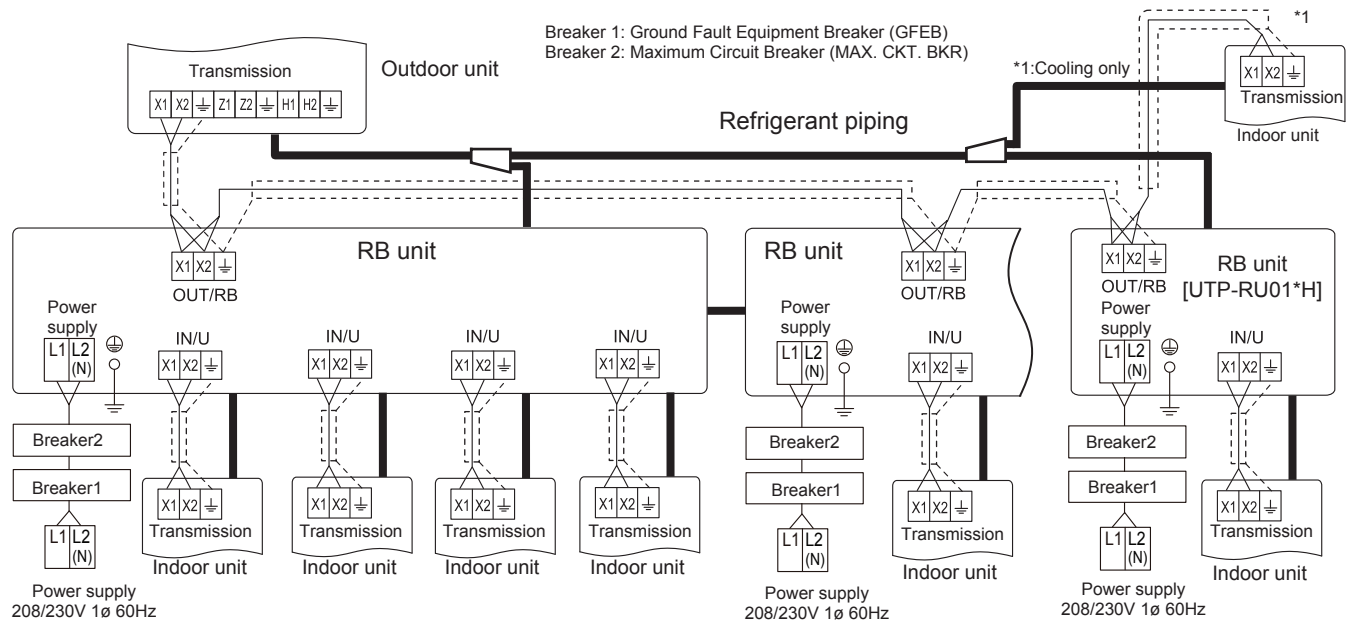 Breaker 1: Ground Fault Equipment Breaker (GFEB)
Breaker 2: Maximum Circuit Breaker (MAX. CKT. BKR)
*1
Transmission
Outdoor unit
*1:Cooling only
X1 X2
Transmission
Indoor unit
X1 X2 Z1 Z2 H1 H2
Refrigerant piping
RB unit
X1 X2
OUT/RB
Power
supply
L1 L2
(N)
IN/U
X1 X2
IN/U
X1 X2
IN/U
X1 X2
IN/U
X1 X2
Breaker2
Breaker1
L1 L2
(N)
Power supply
208/230V 1ø 60Hz
X1 X2
Transmission
Indoor unit
X1 X2
Transmission
Indoor unit
X1 X2
Transmission
Indoor unit
X1 X2
Transmission
Indoor unit
RB unit
X1 X2
OUT/RB
Power
supply
L1 L2
(N)
IN/U
X1 X2
Breaker2
Breaker1
L1 L2
(N)
Power supply
208/230V 1ø 60Hz
X1 X2
Transmission
Indoor unit
X1 X2
OUT/RB
RB unit
[UTP-RU01*H]
Power
supply
L1 L2
(N)
IN/U
X1 X2
Breaker2
Breaker1
L1 L2
(N)
Power supply
208/230V 1ø 60Hz
X1 X2
Transmission
Indoor unit